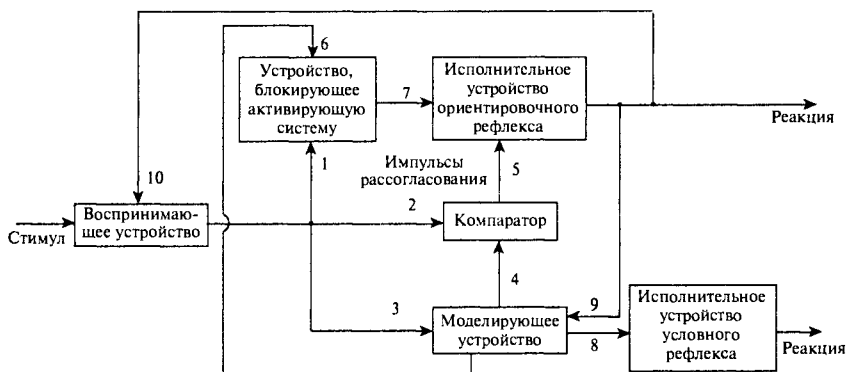 6
Устройство,
блокирующее
активирующую
систему
7
Исполнительное
устройство
ориентировочного
рефлекса
Реакция
1
Импульсы
рассогласования
5
10
Стимул
Воспринимаю-
щее устройство
2
Компаратор
4
3
Моделирующее
устройство
9
8
Исполнительное
устройство
условного
рефлекса
Реакция